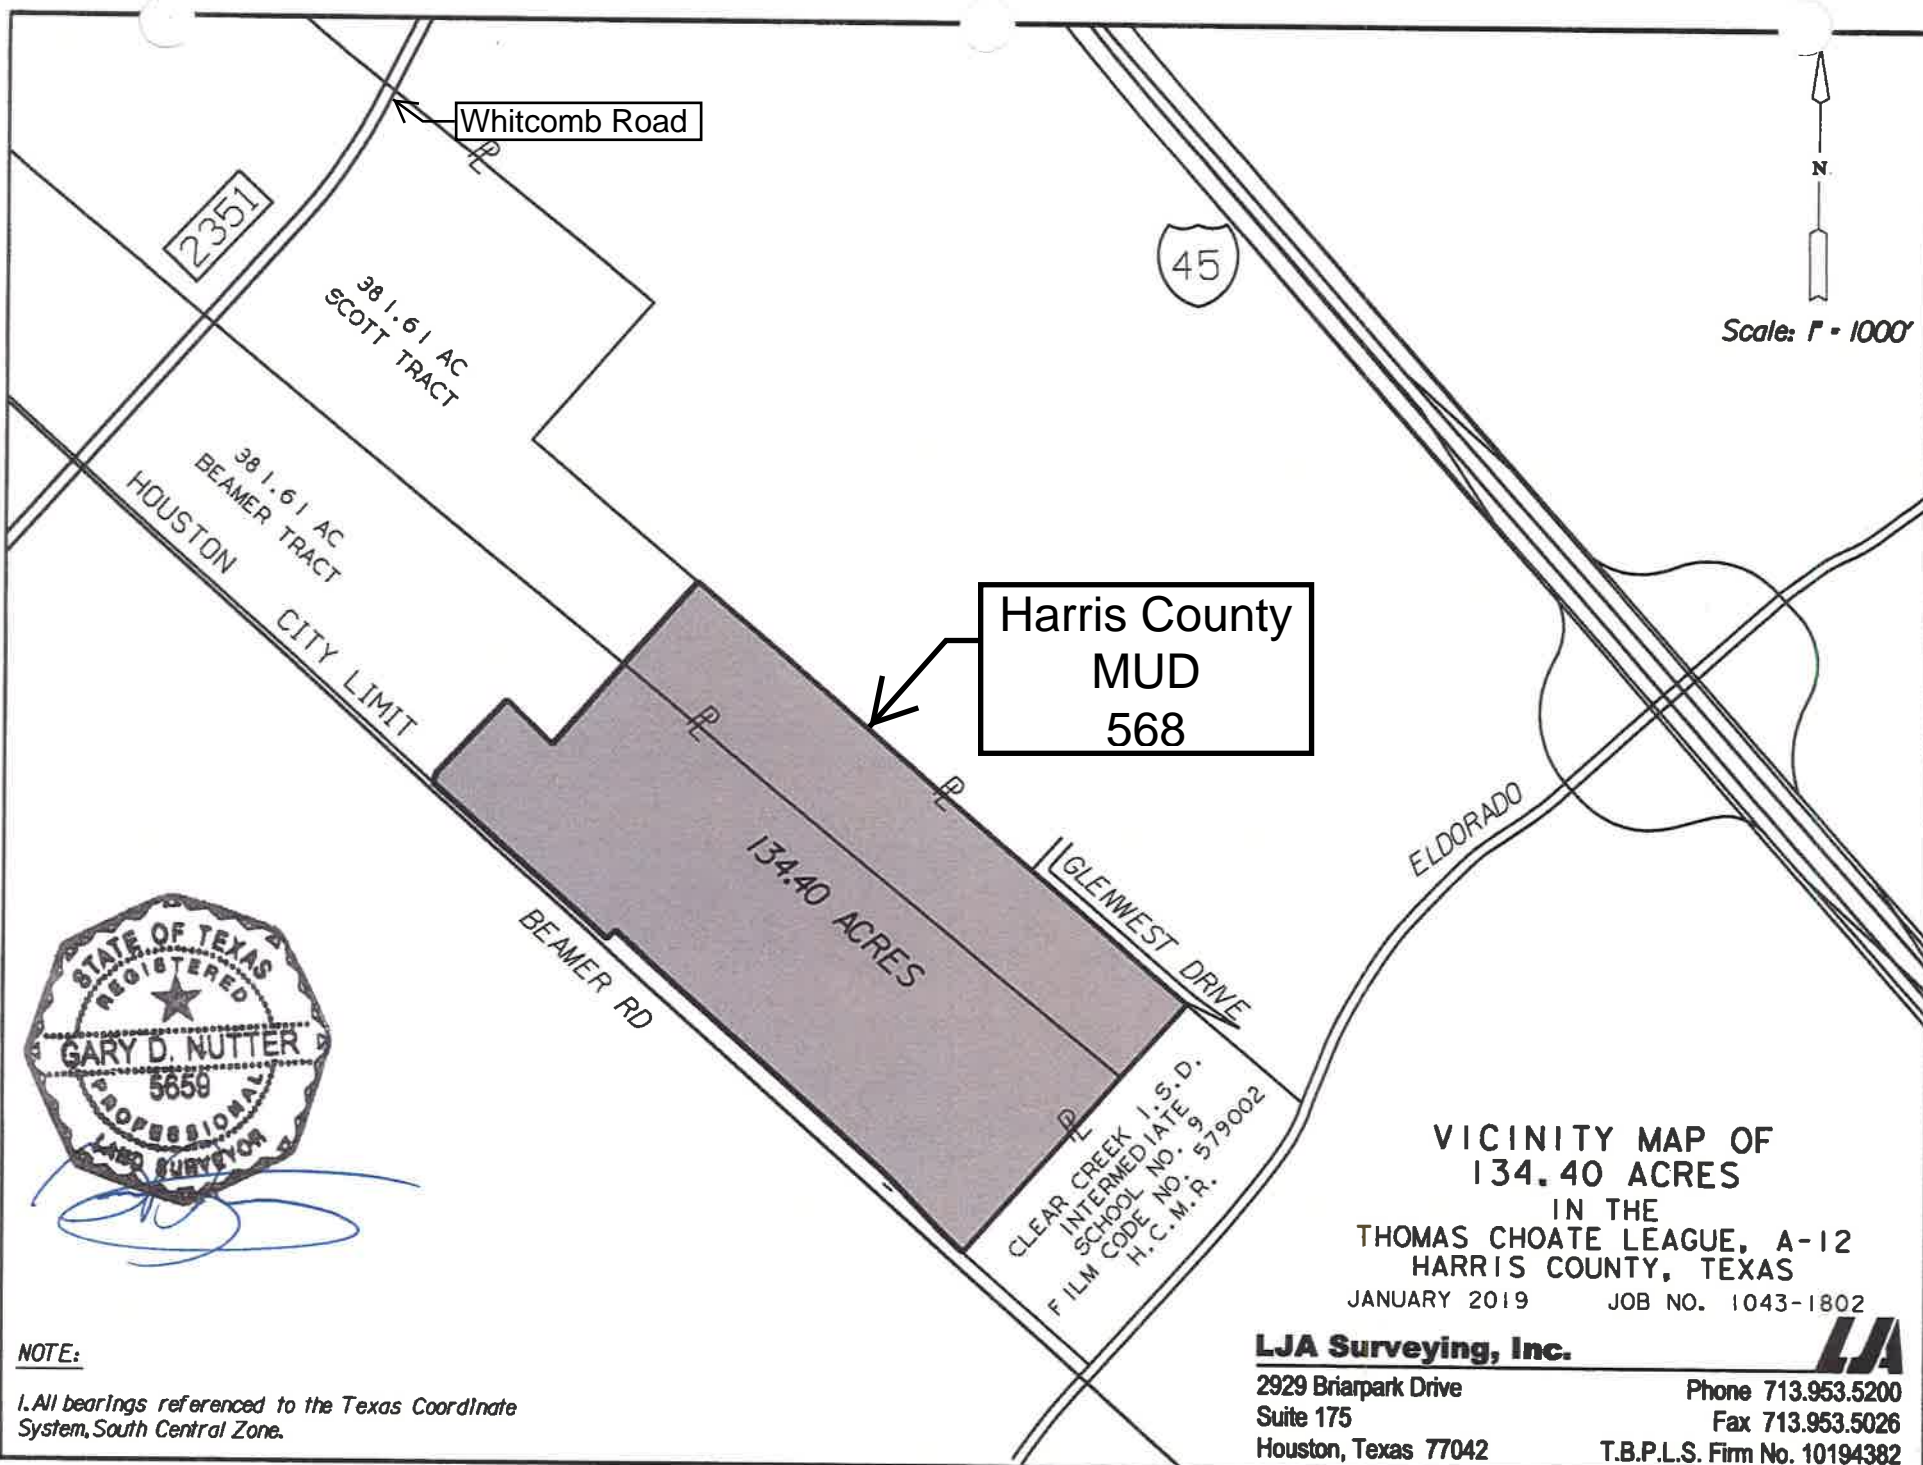 Whitcomb Road
PL
2351
45
N
Scale: 1" = 1000'
381.61 AC
SCOTT TRACT
381.61 AC
BEAMER TRACT
HOUSTON CITY LIMIT
Harris County
MUD
568
PL
PL
134.40 ACRES
GLENWEST DRIVE
ELDORADO
BEAMER RD
PL
CLEAR CREEK I.S.D.
INTERMEDIATE
SCHOOL NO. 9
FILM CODE NO. 579002
H.C.M.R.
STATE OF TEXAS
REGISTERED
GARY D. NUTTER
5659
PROFESSIONAL
LAND SURVEYOR
VICINITY MAP OF
134.40 ACRES
IN THE
THOMAS CHOATE LEAGUE, A-12
HARRIS COUNTY, TEXAS
JANUARY 2019 JOB NO. 1043-1802
LJA Surveying, Inc.
LJA
2929 Briarpark Drive
Phone 713.953.5200
Suite 175
Fax 713.953.5026
Houston, Texas 77042
T.B.P.L.S. Firm No. 10194382
NOTE:
1. All bearings referenced to the Texas Coordinate
System, South Central Zone.